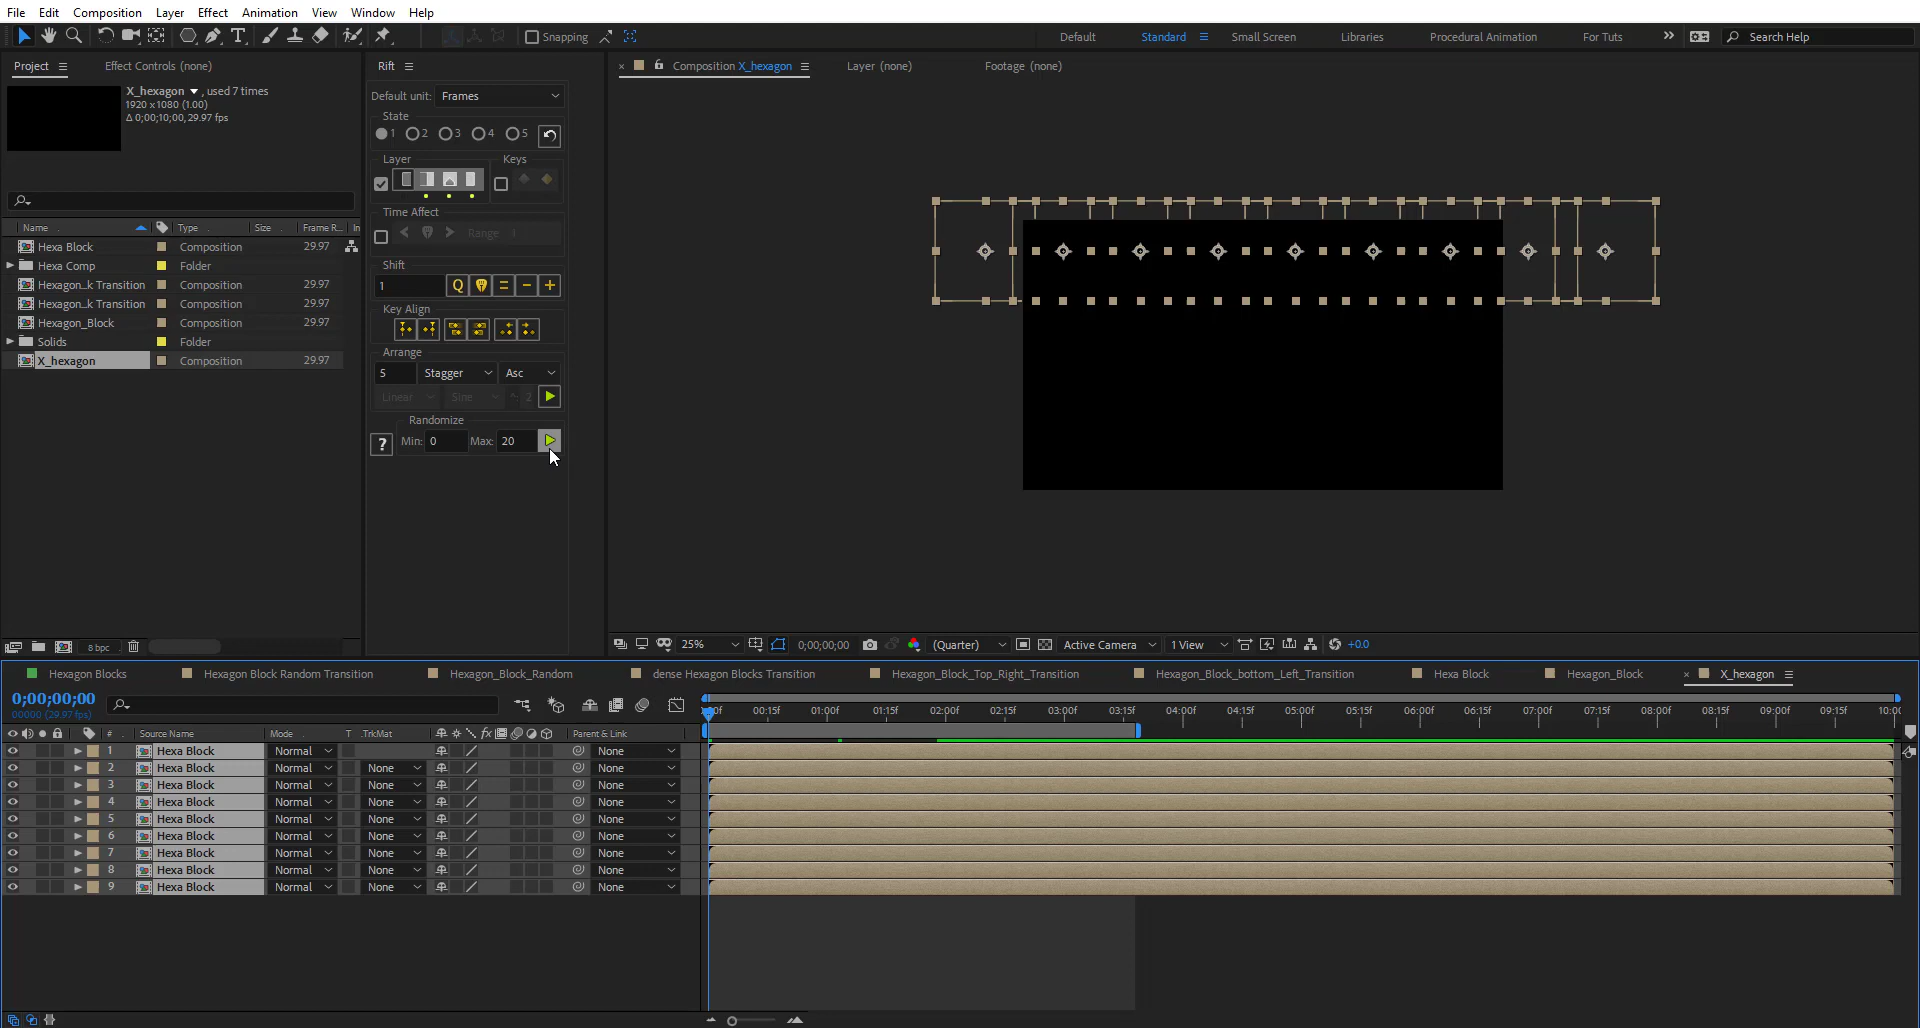 File Edit Composition Layer Effect Animation View Window Help
Snapping Default Standard Small Screen Libraries Procedural Animation For Tuts Search Help
Project Effect Controls (none) Rift Composition X_hexagon Layer (none) Footage (none)
X_hexagon , used 7 times
1920 x1080 (1.00)
Δ 0;00;10;00, 29.97 fps
Name Type Size Frame R... In
Hexa Block Composition 29.97
Hexa Comp Folder
Hexagon_.k Transition Composition 29.97
Hexagon_.k Transition Composition 29.97
Hexagon_Block Composition 29.97
Solids Folder
X_hexagon Composition 29.97
8 bpc
Default unit: Frames
State
1 2 3 4 5
Layer Keys
Time Affect
Range
Shift
1 Q
Key Align
Arrange
5 Stagger Asc
Linear Sine ^: 2
Randomize
? Min: 0 Max: 20
25% 0;00;00;00 (Quarter) Active Camera 1 View +0.0
Hexagon Blocks Hexagon Block Random Transition Hexagon_Block_Random dense Hexagon Blocks Transition Hexagon_Block_Top_Right_Transition Hexagon_Block_bottom_Left_Transition Hexa Block Hexagon_Block X_hexagon
0;00;00;00
00000 (29.97 fps)
00:15f 01:00f 01:15f 02:00f 02:15f 03:00f 03:15f 04:00f 04:15f 05:00f 05:15f 06:00f 06:15f 07:00f 07:15f 08:00f 08:15f 09:00f 09:15f 10:00
# Source Name Mode T .TrkMat fx Parent & Link
1 Hexa Block Normal None
2 Hexa Block Normal None None
3 Hexa Block Normal None None
4 Hexa Block Normal None None
5 Hexa Block Normal None None
6 Hexa Block Normal None None
7 Hexa Block Normal None None
8 Hexa Block Normal None None
9 Hexa Block Normal None None